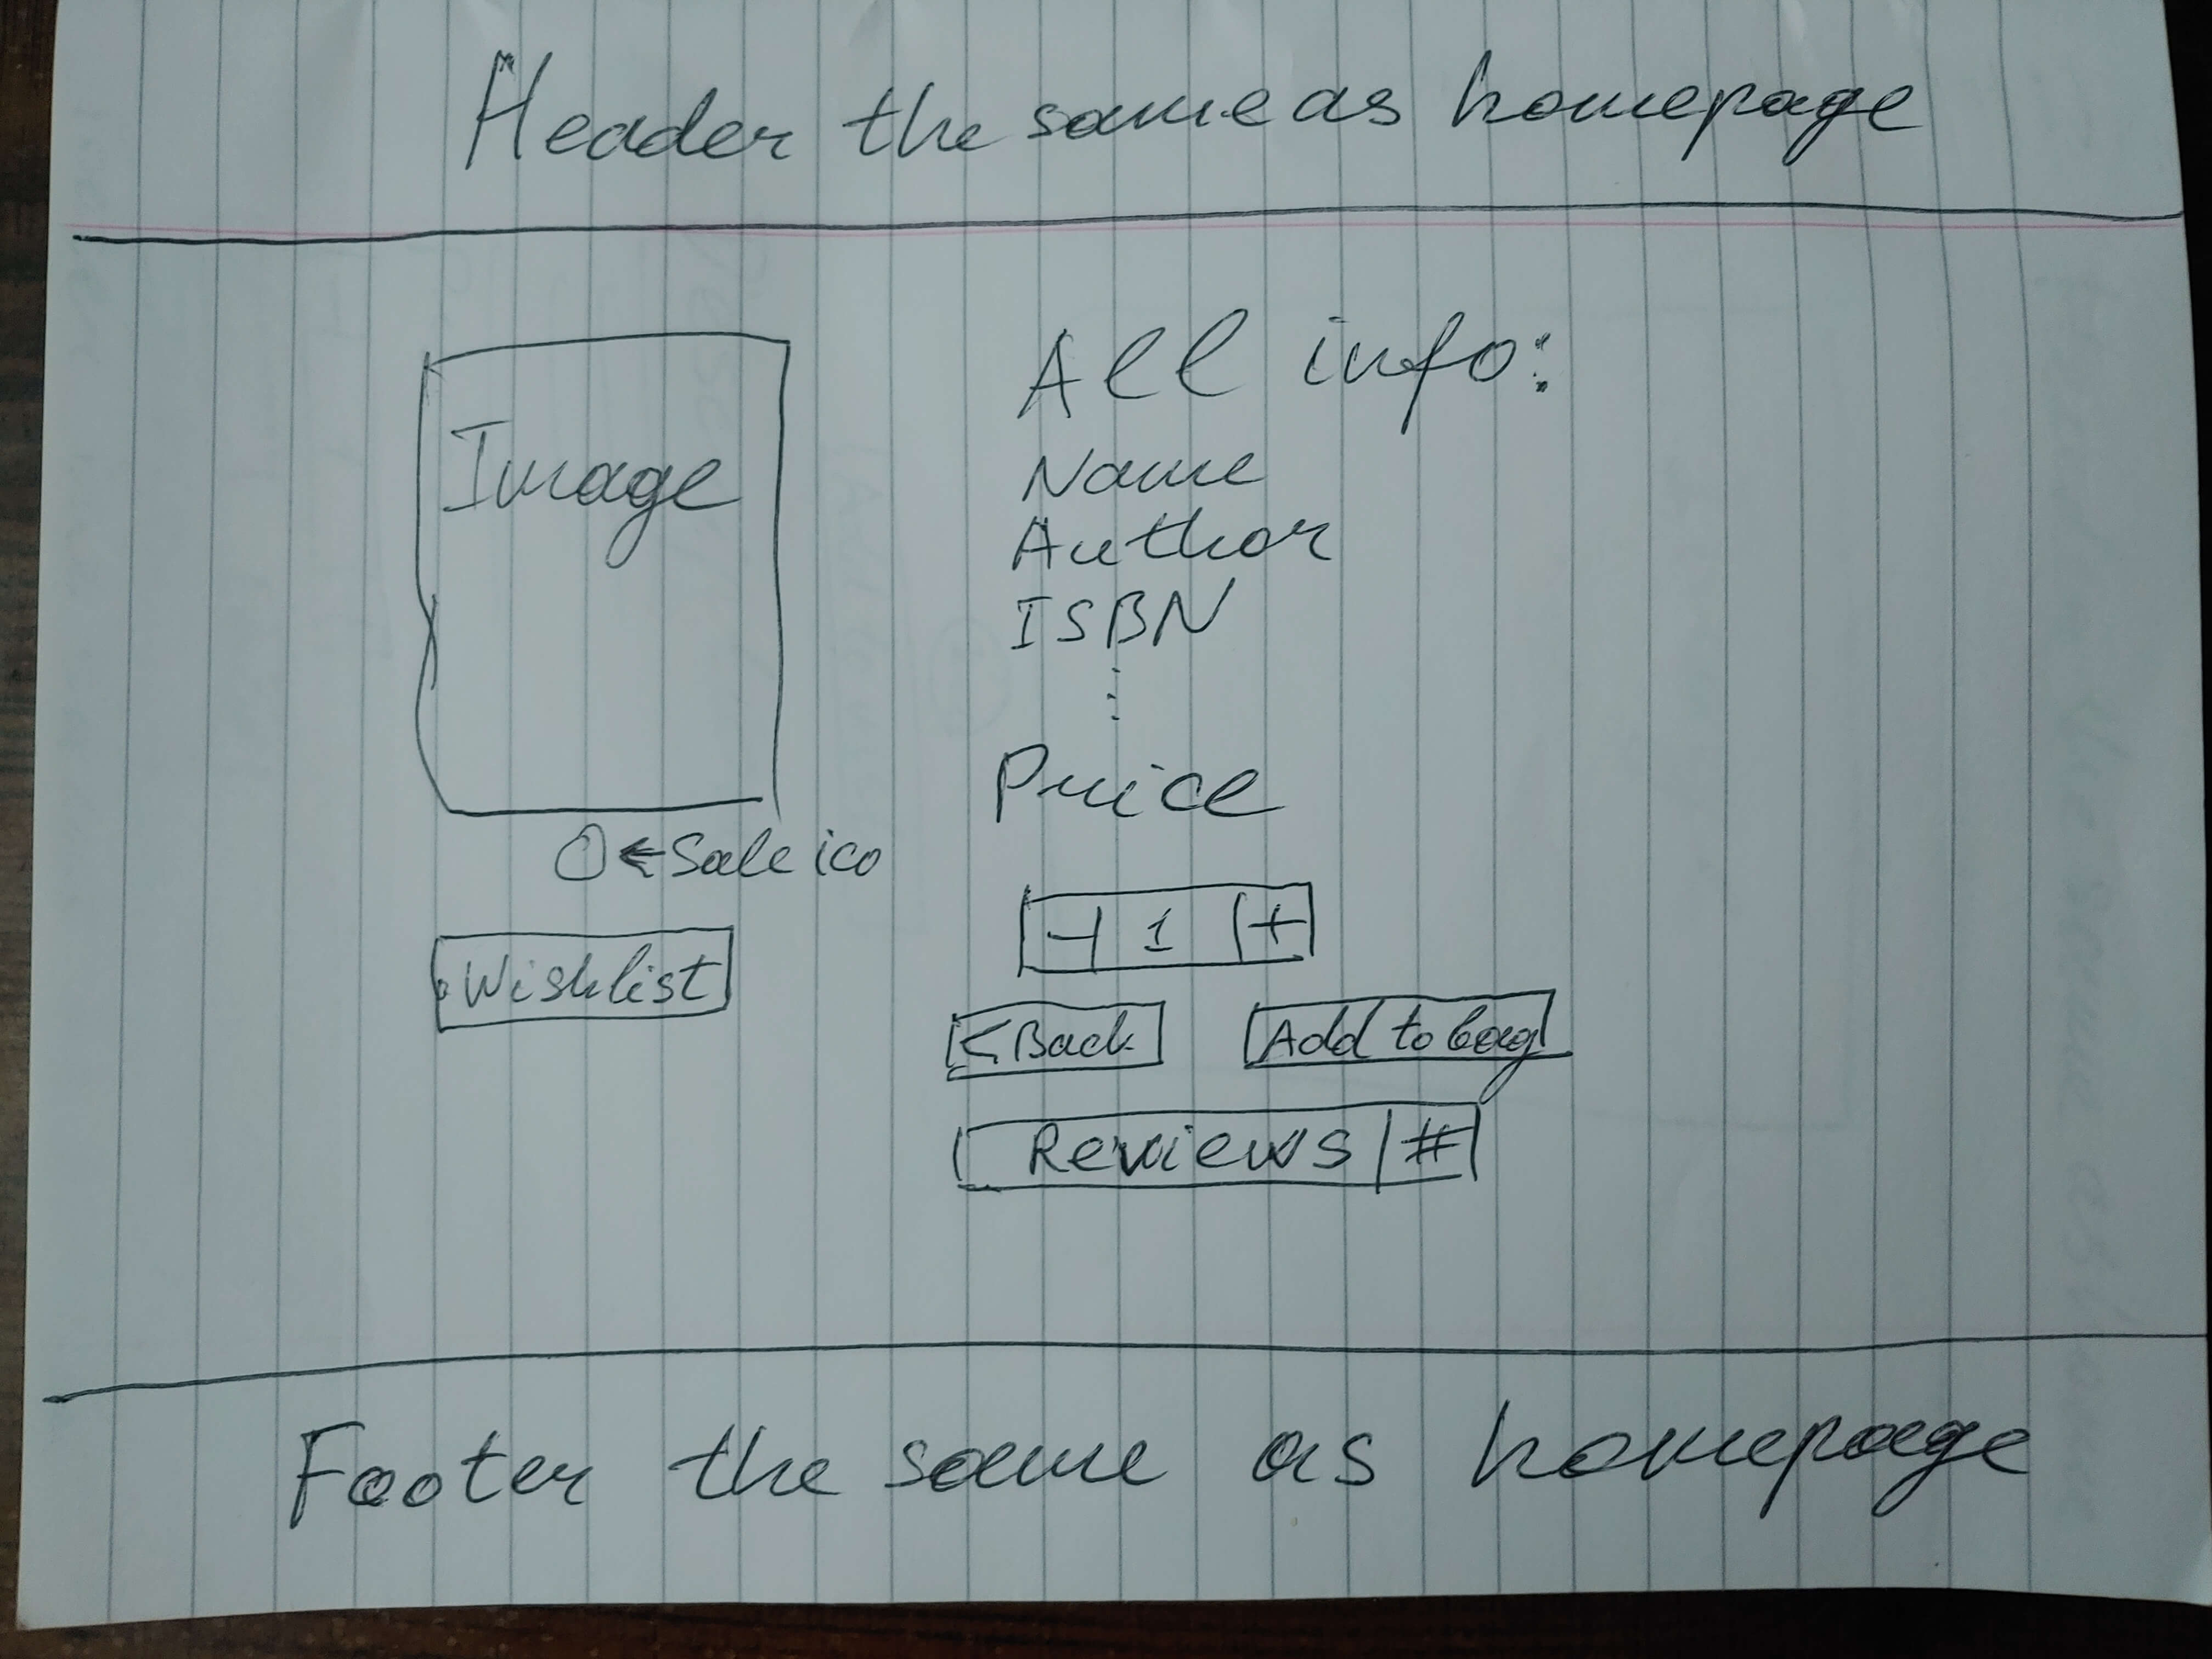 Header the same as homepage
Image
Sale ico
Wishlist
All info:
Name
Author
ISBN
⋮
Price
- 1 +
< Back
Add to bag
Reviews #
Footer the same as homepage